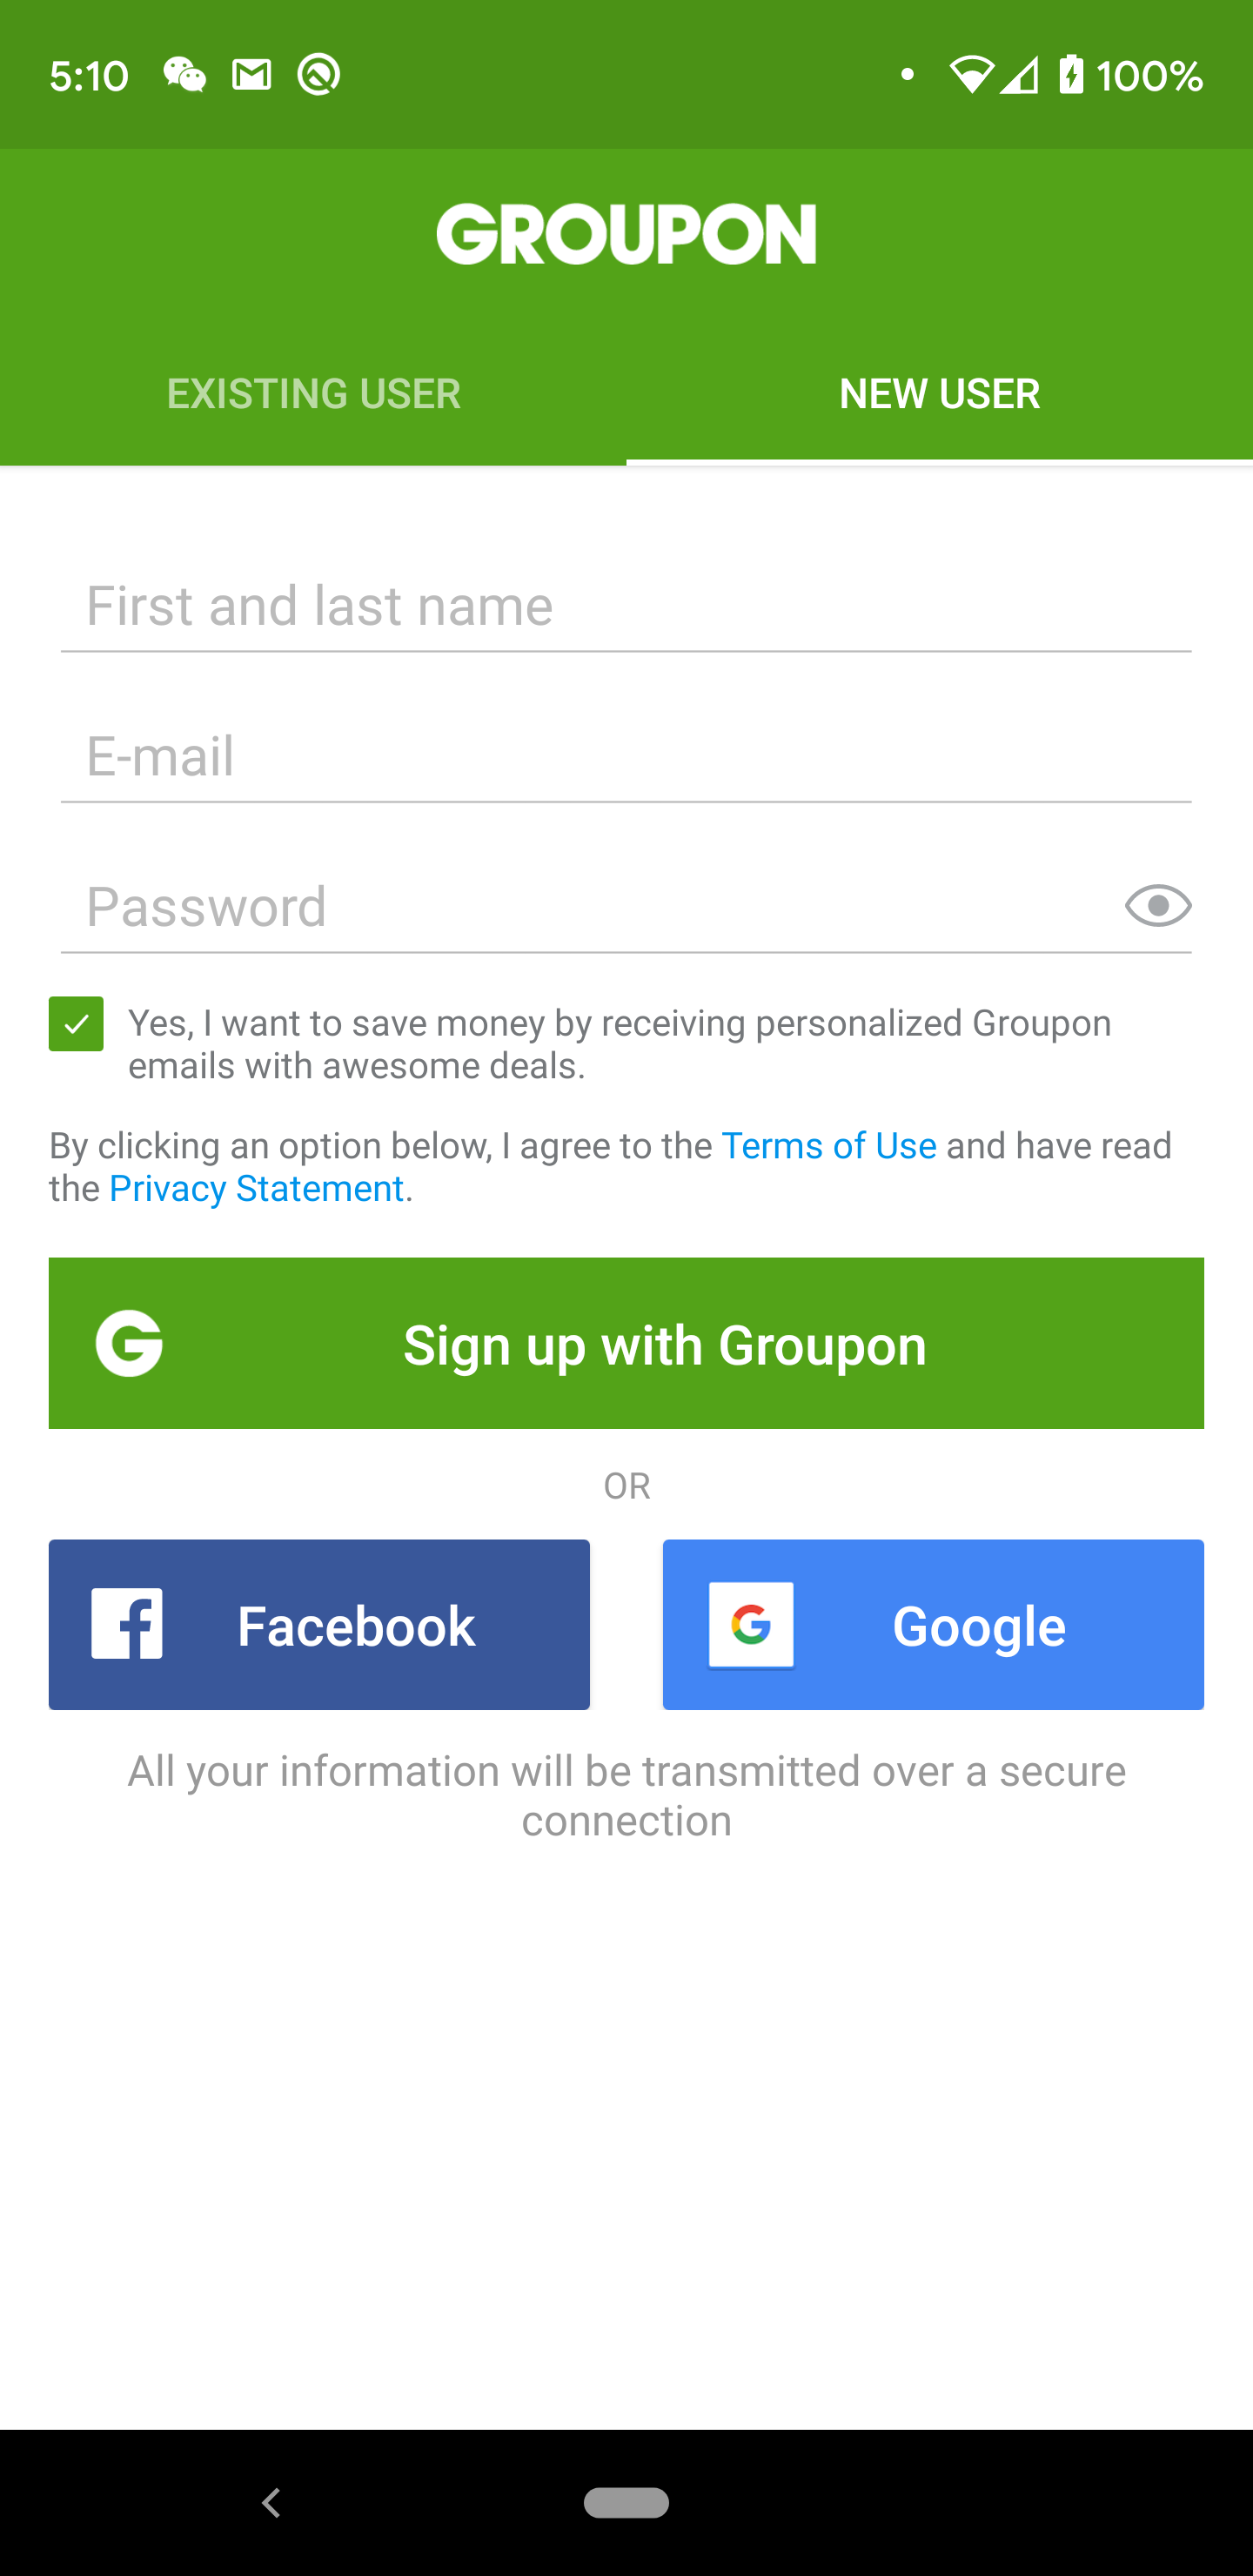 5:10 100%
GROUPON
EXISTING USER NEW USER
First and last name
E-mail
Password
Yes, I want to save money by receiving personalized Groupon
emails with awesome deals.
By clicking an option below, I agree to the Terms of Use and have read
the Privacy Statement.
Sign up with Groupon
OR
Facebook Google
All your information will be transmitted over a secure
connection